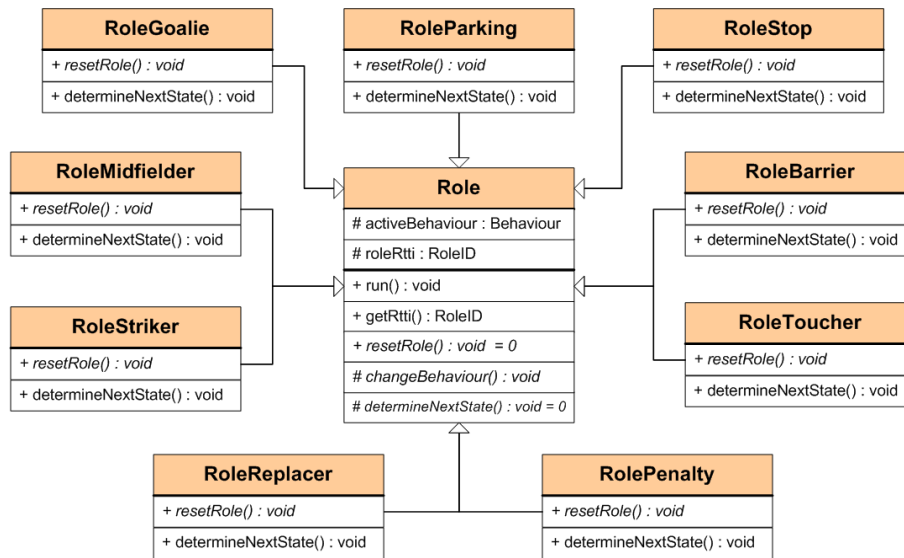 RoleGoalie
+ resetRole() : void
+ determineNextState() : void
RoleParking
+ resetRole() : void
+ determineNextState() : void
RoleStop
+ resetRole() : void
+ determineNextState() : void
RoleMidfielder
+ resetRole() : void
+ determineNextState() : void
Role
# activeBehaviour : Behaviour
# roleRtti : RoleID
+ run() : void
+ getRtti() : RoleID
+ resetRole() : void = 0
# changeBehaviour() : void
# determineNextState() : void = 0
RoleBarrier
+ resetRole() : void
+ determineNextState() : void
RoleStriker
+ resetRole() : void
+ determineNextState() : void
RoleToucher
+ resetRole() : void
+ determineNextState() : void
RoleReplacer
+ resetRole() : void
+ determineNextState() : void
RolePenalty
+ resetRole() : void
+ determineNextState() : void